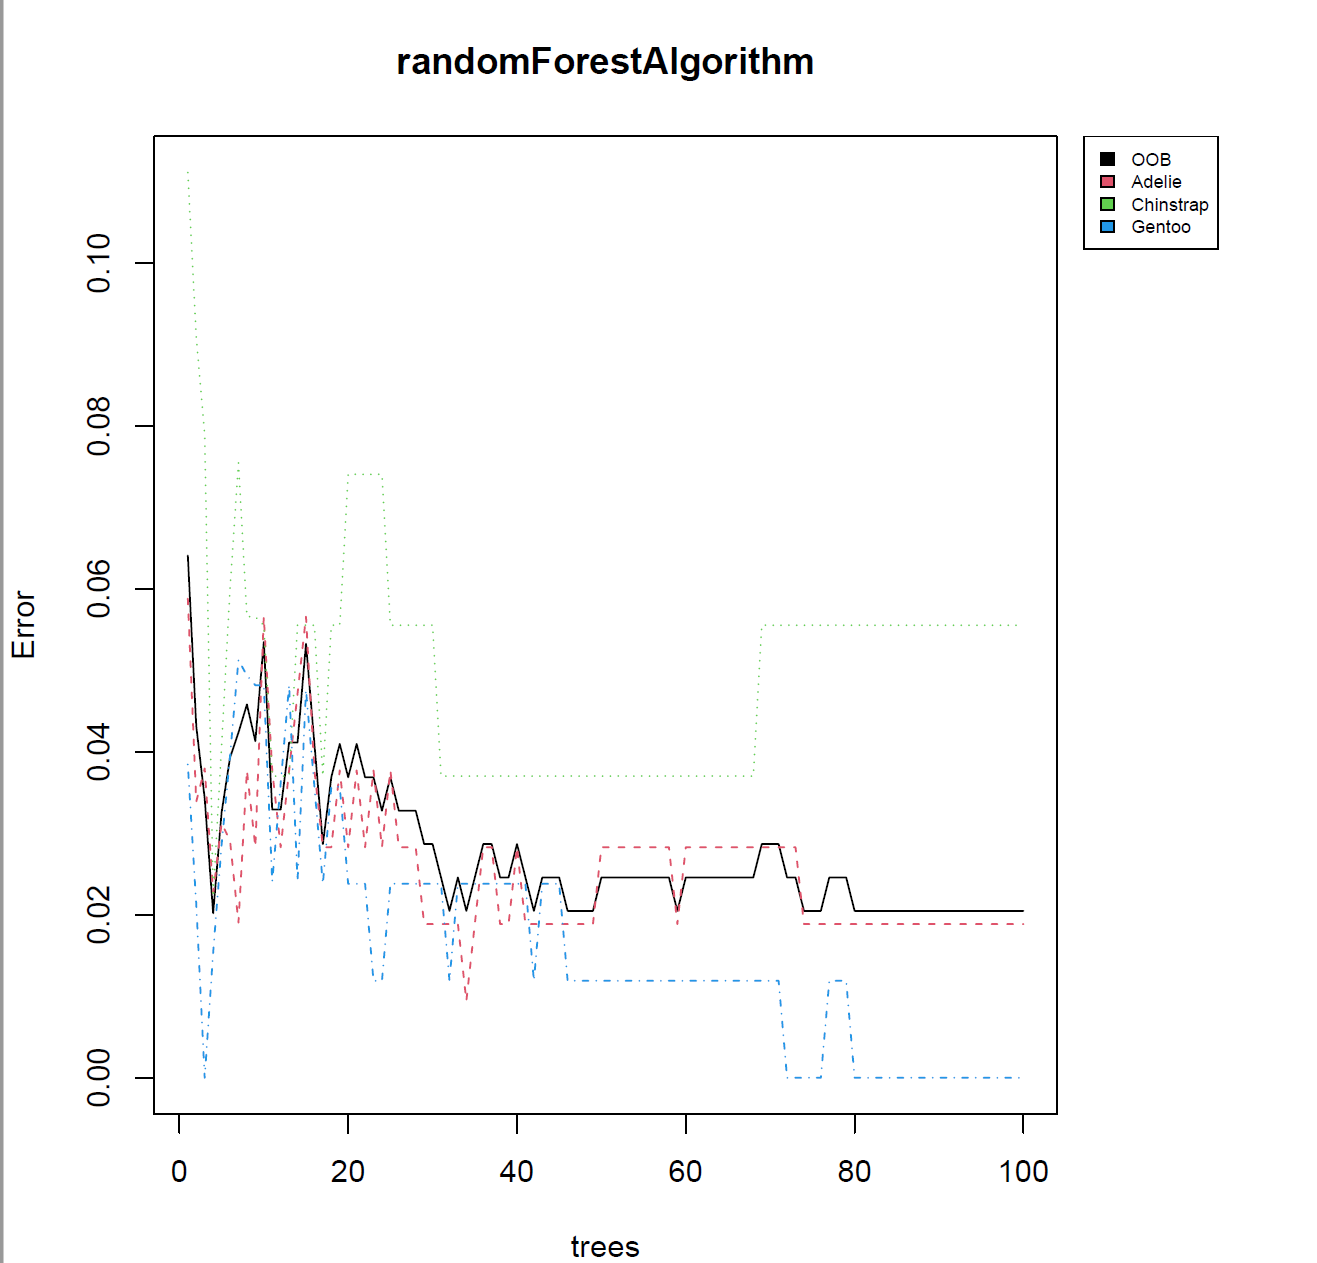 randomForestAlgorithm
OOB
Adelie
Chinstrap
Gentoo
Error
0.10
0.08
0.06
0.04
0.02
0.00
0 20 40 60 80 100
trees